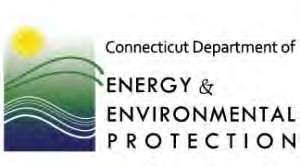 Connecticut Department of
ENERGY &
ENVIRONMENTAL
PROTECTION